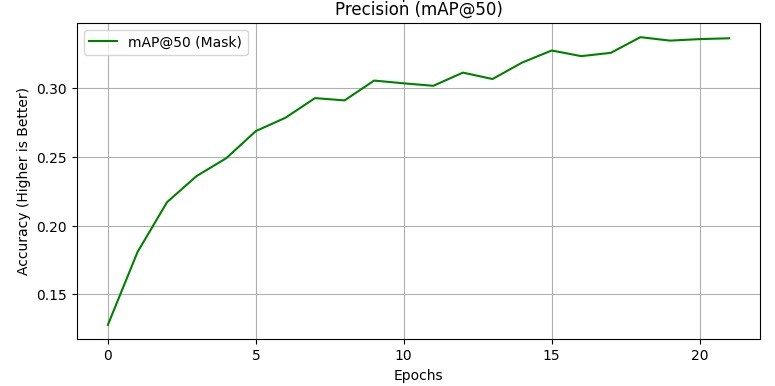 Precision (mAP@50)
mAP@50 (Mask)
Accuracy (Higher is Better)
0.30
0.25
0.20
0.15
0 5 10 15 20
Epochs